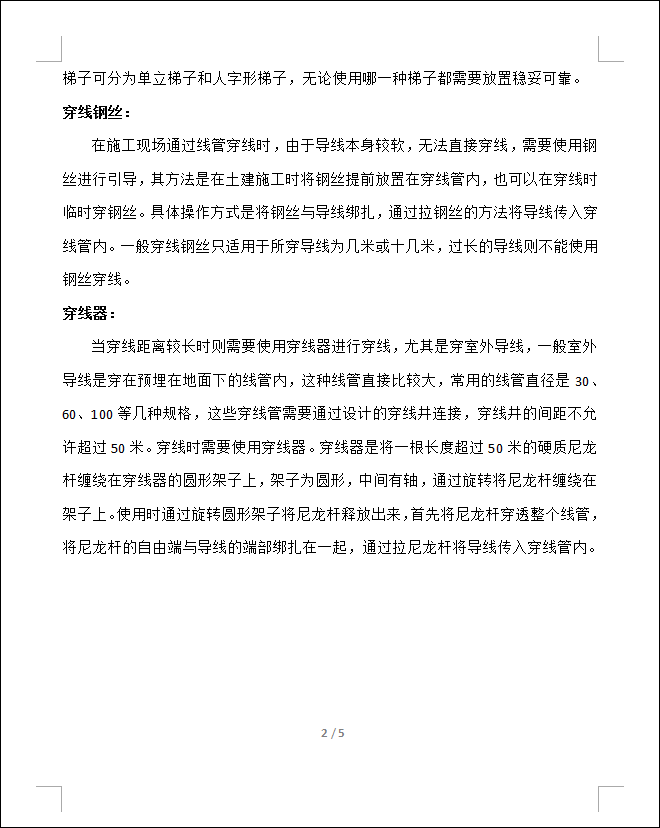 梯子可分为单立梯子和人字形梯子，无论使用哪一种梯子都需要放置稳妥可靠。
穿线钢丝：
在施工现场通过线管穿线时，由于导线本身较软，无法直接穿线，需要使用钢
丝进行引导，其方法是在土建施工时将钢丝提前放置在穿线管内，也可以在穿线时
临时穿钢丝。具体操作方式是将钢丝与导线绑扎，通过拉钢丝的方法将导线传入穿
线管内。一般穿线钢丝只适用于所穿导线为几米或十几米，过长的导线则不能使用
钢丝穿线。
穿线器：
当穿线距离较长时则需要使用穿线器进行穿线，尤其是穿室外导线，一般室外
导线是穿在预埋在地面下的线管内，这种线管直接比较大，常用的线管直径是 30、
60、100 等几种规格，这些穿线管需要通过设计的穿线井连接，穿线井的间距不允
许超过 50 米。穿线时需要使用穿线器。穿线器是将一根长度超过 50 米的硬质尼龙
杆缠绕在穿线器的圆形架子上，架子为圆形，中间有轴，通过旋转将尼龙杆缠绕在
架子上。使用时通过旋转圆形架子将尼龙杆释放出来，首先将尼龙杆穿透整个线管，
将尼龙杆的自由端与导线的端部绑扎在一起，通过拉尼龙杆将导线传入穿线管内。
2 / 5